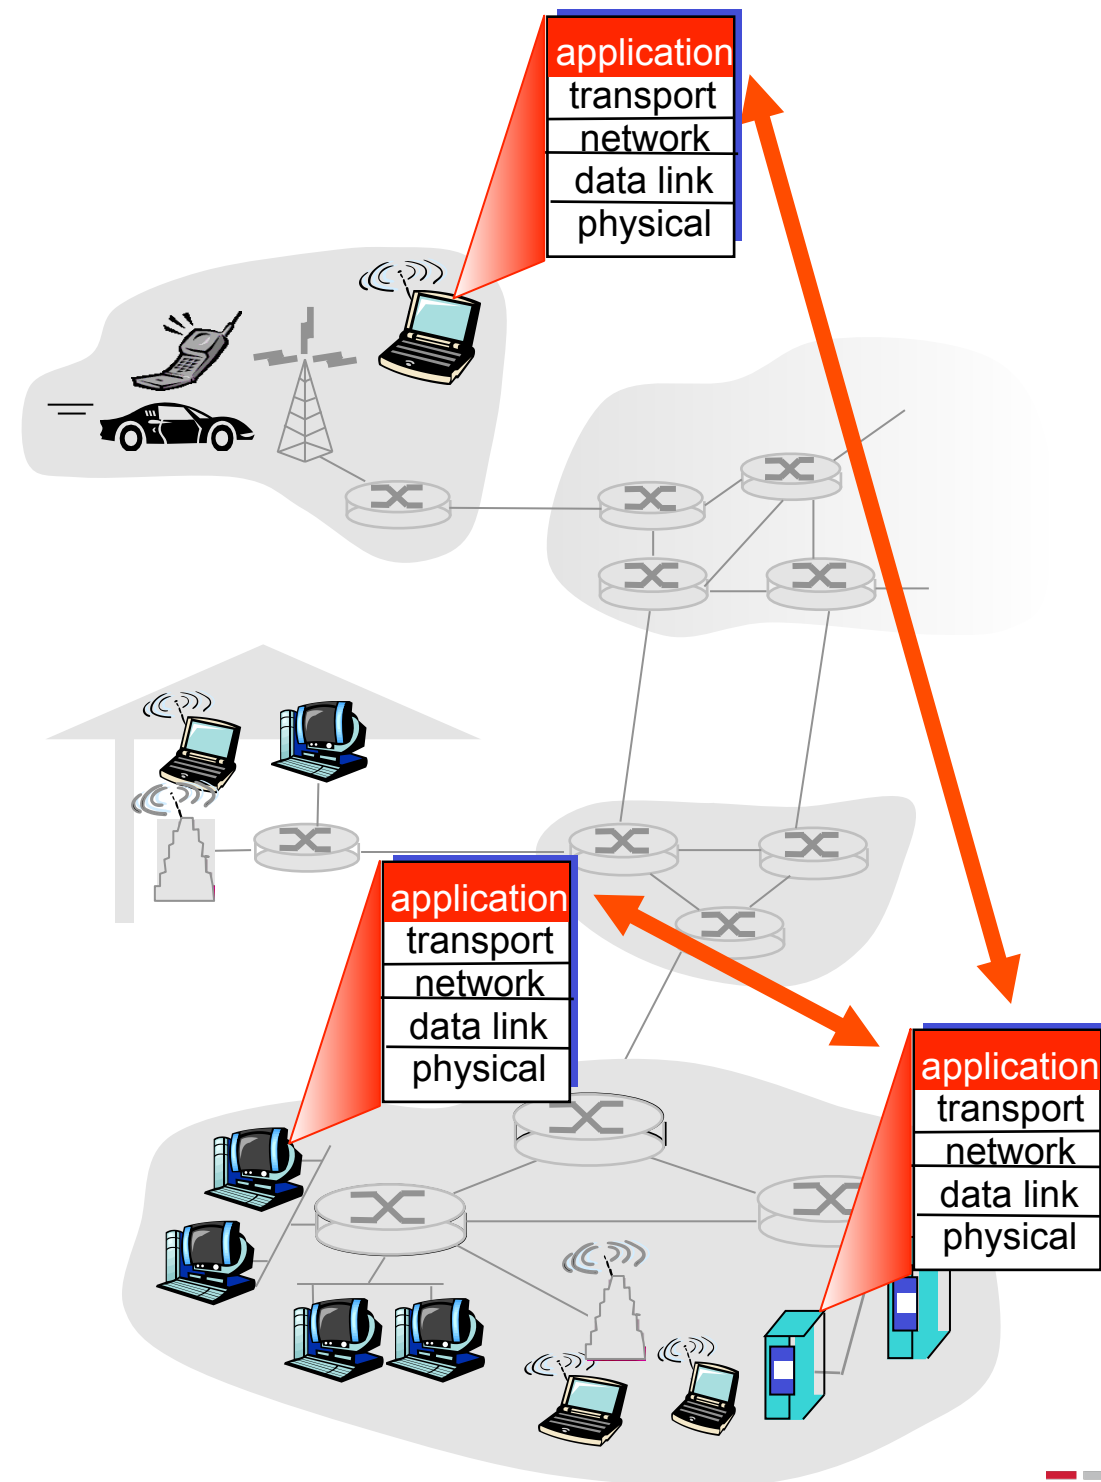 application
transport
network
data link
physical
application
transport
network
data link
physical
application
transport
network
data link
physical